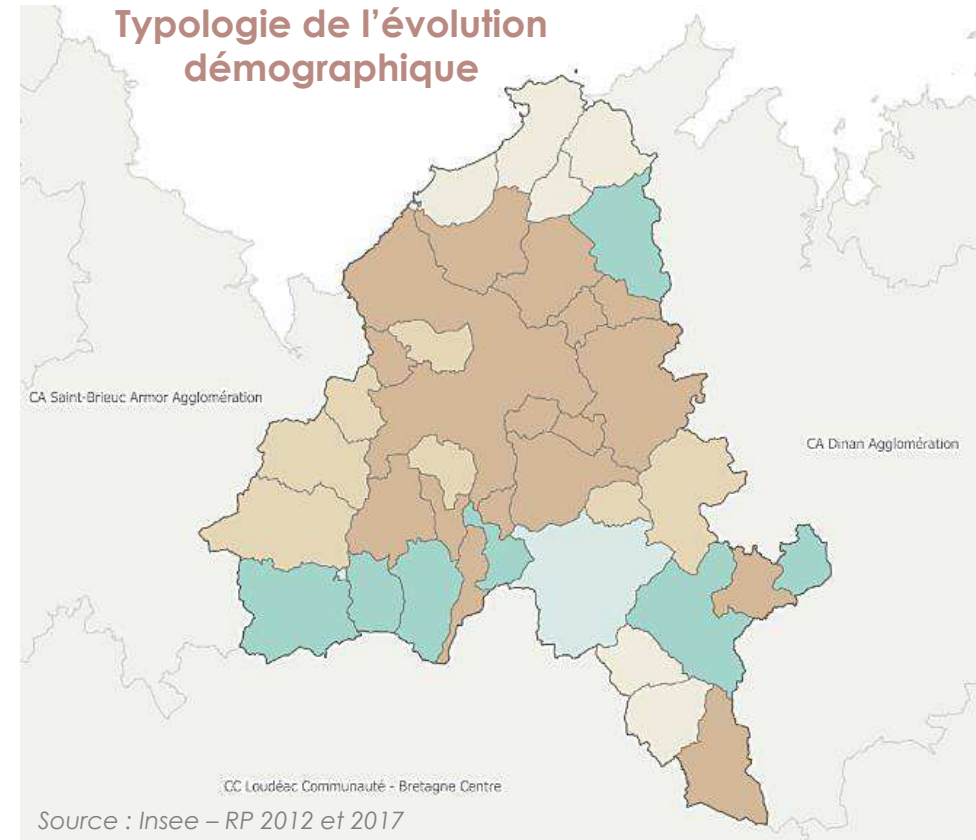 Typologie de l’évolution
démographique
CA Saint-Brieuc Armor Agglomération
CA Dinan Agglomération
CC Loudéac Communauté - Bretagne Centre
Source : Insee – RP 2012 et 2017